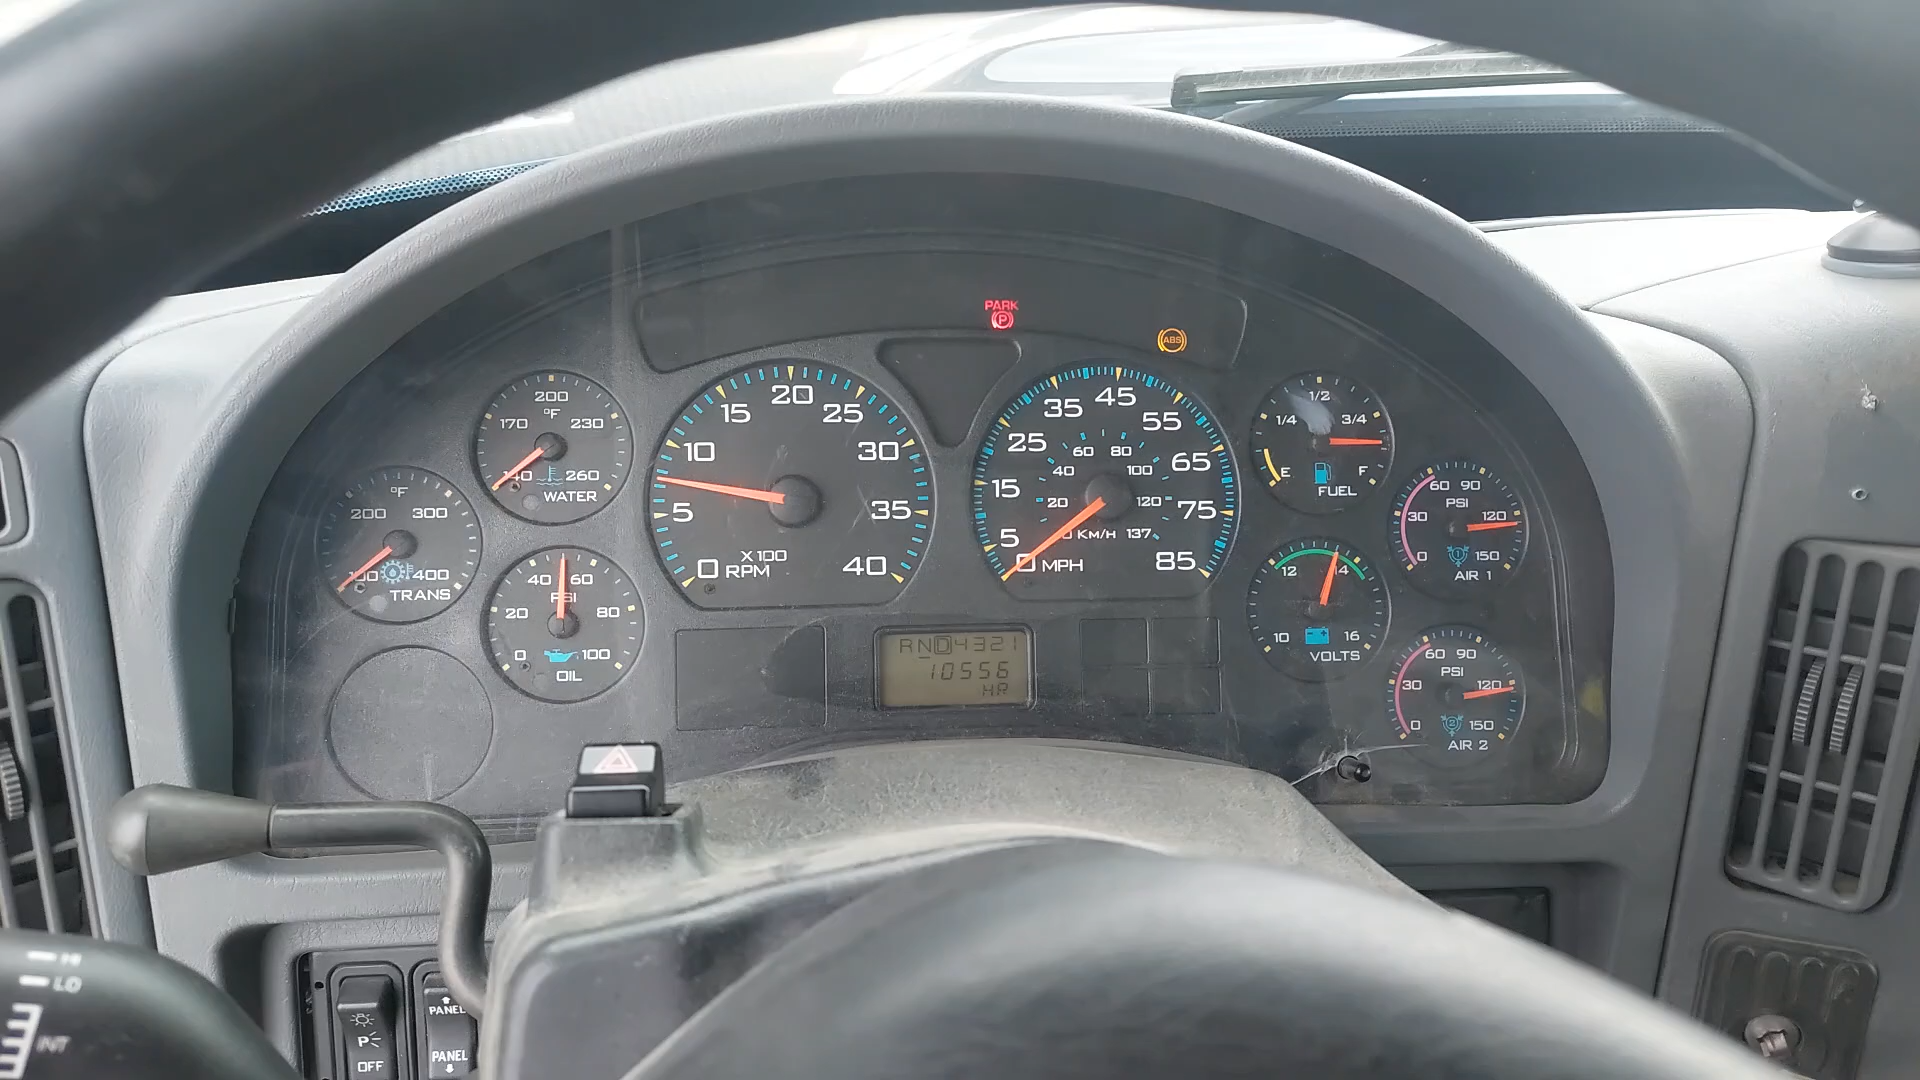 PARK
P
ABS
200
°F
170 230
140 260
WATER
°F
200 300
100 400
TRANS
40 60
PSI
20 80
0 100
OIL
20
15 25
10 30
5 35
0 40
X100
RPM
45
35 55
25 65
15 75
5 85
0 MPH
60 80
40 100
20 120
0 KM/H 137
1/2
1/4 3/4
E F
FUEL
60 90
PSI
30 120
0 150
1
AIR 1
12 14
10 16
VOLTS
60 90
PSI
30 120
0 150
2
AIR 2
RND4321
10556
HR
HI
LO
INT
P
OFF
PANEL
PANEL